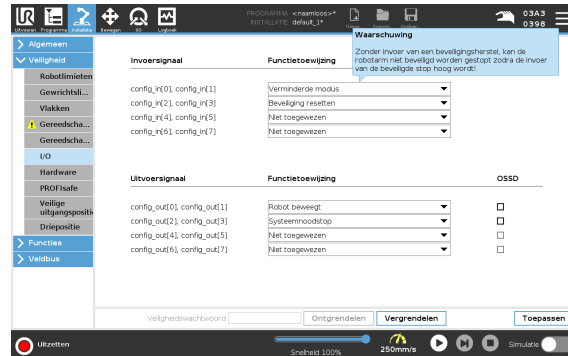 PROGRAMMA <naamloos>*
INSTALLATIE default_1*
03A3
0398
Uitvoeren Programma Installatie Bewegen I/O Logboek
Waarschuwing
Zonder invoer van een beveiligingsherstel, kan de
robotarm niet beveiligd worden gestopt zodra de invoer
van de beveiligde stop hoog wordt!
Algemeen
Veiligheid
Robotlimieten
Gewrichtsli...
Vlakken
Gereedscha...
Gereedscha...
I/O
Hardware
PROFIsafe
Veilige
uitgangspositi
Driepositie
Functies
Veldbus
Invoersignaal Functietoewijzing
config_in[0], config_in[1] Verminderde modus
config_in[2], config_in[3] Beveiliging resetten
config_in[4], config_in[5] Niet toegewezen
config_in[6], config_in[7] Niet toegewezen
Uitvoersignaal Functietoewijzing OSSD
config_out[0], config_out[1] Robot beweegt
config_out[2], config_out[3] Systeemnoodstop
config_out[4], config_out[5] Niet toegewezen
config_out[6], config_out[7] Niet toegewezen
Veiligheidswachtwoord Ontgrendelen Vergrendelen Toepassen
Uitzetten
Snelheid 100%
250mm/s
Simulatie